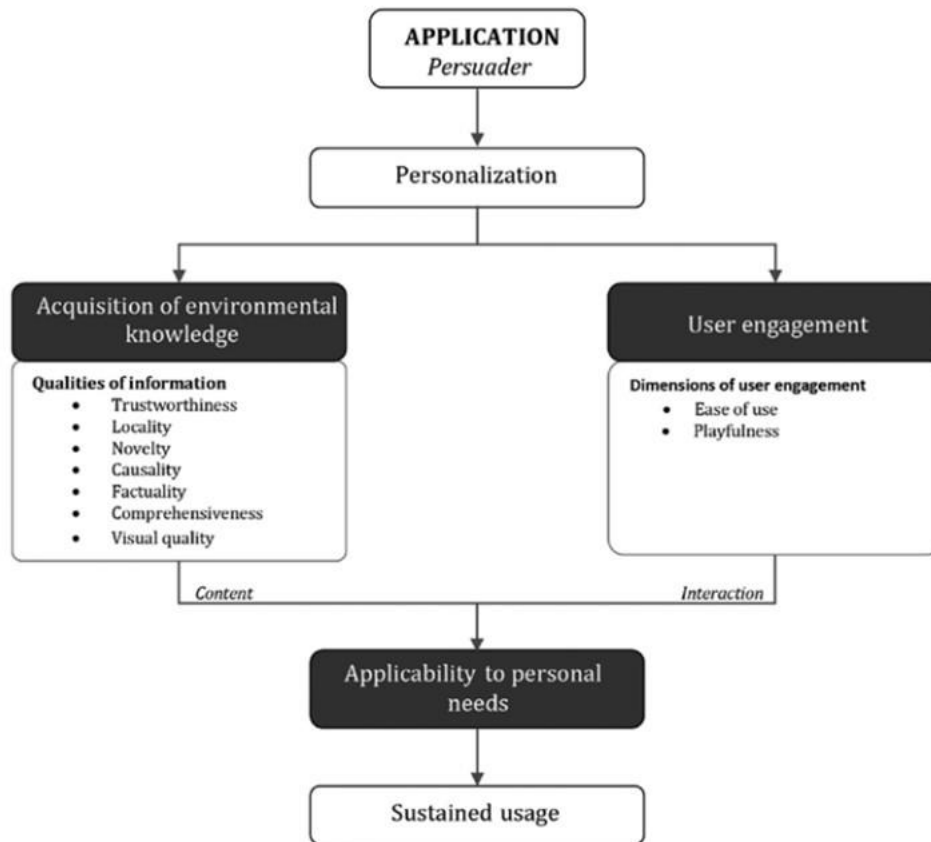 APPLICATION
Persuader
Personalization
Acquisition of environmental
knowledge
Qualities of information
• Trustworthiness
• Locality
• Novelty
• Causality
• Factuality
• Comprehensiveness
• Visual quality
User engagement
Dimensions of user engagement
• Ease of use
• Playfulness
Content
Interaction
Applicability to personal
needs
Sustained usage